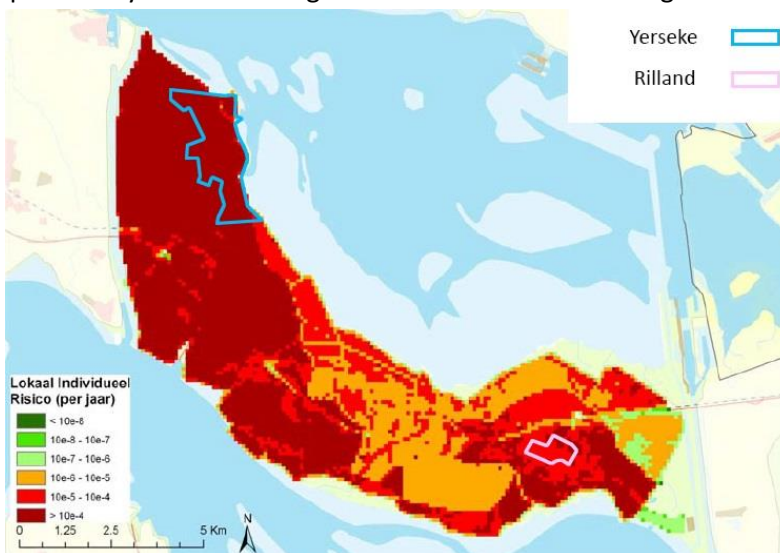 Yerseke
Rilland
Lokaal Individueel
Risico (per jaar)
< 10e-8
10e-8 - 10e-7
10e-7 - 10e-6
10e-6 - 10e-5
10e-5 - 10e-4
> 10e-4
0 1.25 2.5 5 Km
N